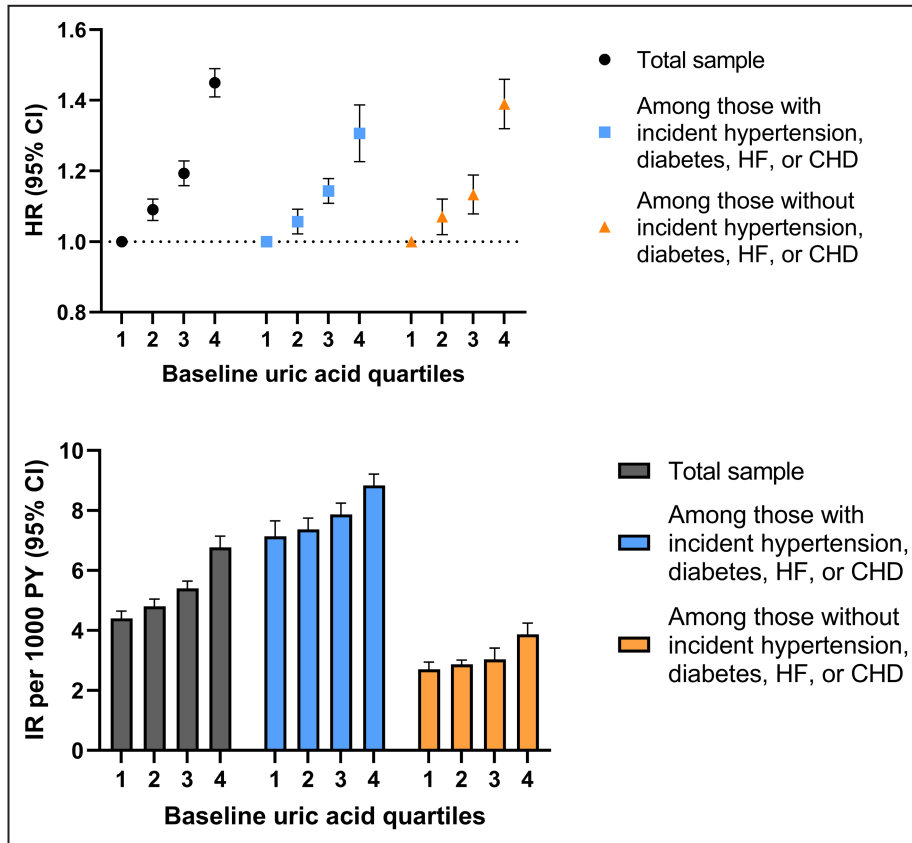 HR (95% CI)
1.6
1.4
1.2
1.0
0.8
1 2 3 4 1 2 3 4 1 2 3 4
Baseline uric acid quartiles
Total sample
Among those with
incident hypertension,
diabetes, HF, or CHD
Among those without
incident hypertension,
diabetes, HF, or CHD
IR per 1000 PY (95% CI)
10
8
6
4
2
0
1 2 3 4 1 2 3 4 1 2 3 4
Baseline uric acid quartiles
Total sample
Among those with
incident hypertension,
diabetes, HF, or CHD
Among those without
incident hypertension,
diabetes, HF, or CHD